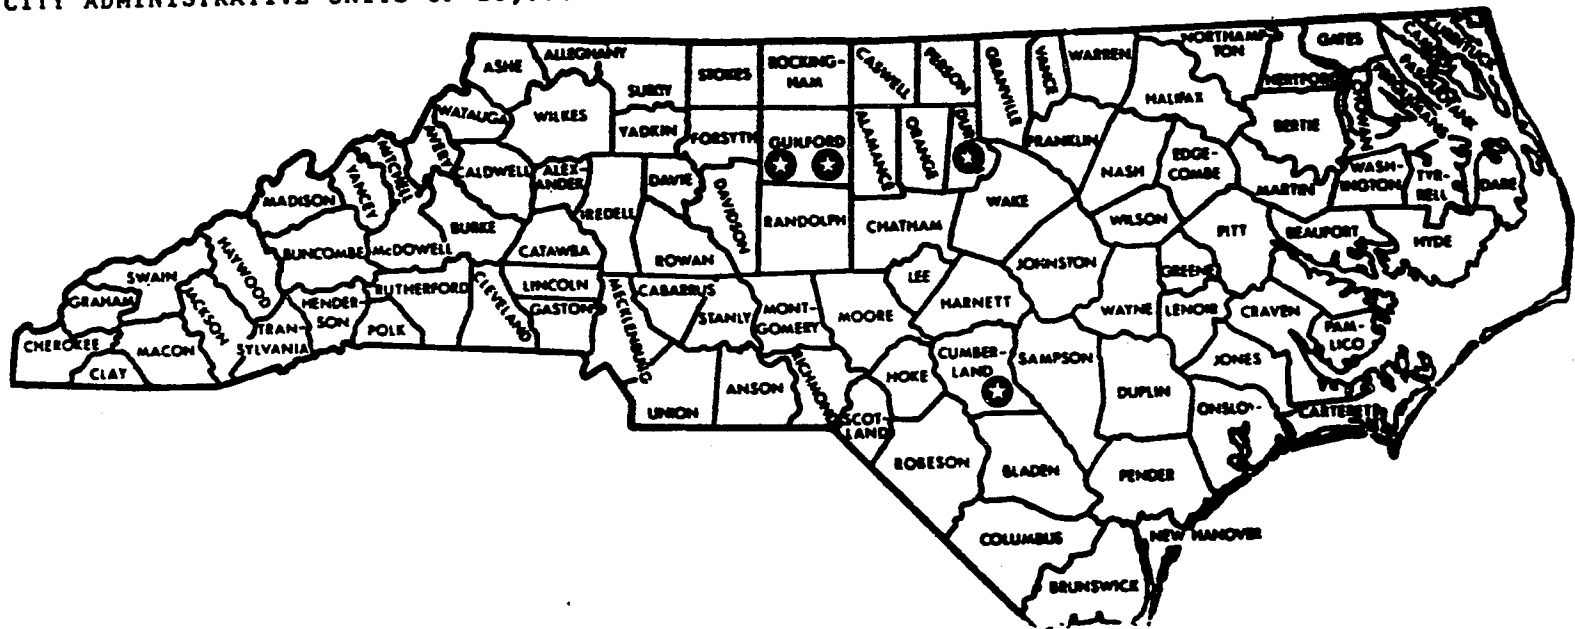 CITY ADMINISTRATIVE UNITS OF
ASHE
ALLEGHANY
SURRY
STOKES
ROCKING-
HAM
CASWELL
PERSON
GRANVILLE
VANCE
WARREN
NORTHAMP
TON
GATES
HERTFORD
HALIFAX
WATAUGA
WILKES
YADKIN
FORSYTH
GUILFORD
ALAMANCE
ORANGE
DUR
FRANKLIN
BERTIE
CHOWAN
MITCHELL
AVERY
CALDWELL
ALEX-
ANDER
DAVIE
DAVIDSON
NASH
EDGE-
COMBE
MARTIN
WASH-
INGTON
TYR-
RELL
DARE
MADISON
YANCEY
BURKE
IREDELL
ROWAN
RANDOLPH
CHATHAM
WAKE
WILSON
PITT
BEAUFORT
HYDE
BUNCOMBE
McDOWELL
CATAWBA
HAYWOOD
SWAIN
GRAHAM
JACKSON
HENDER-
SON
RUTHERFORD
CLEVELAND
LINCOLN
GASTON
MECKLENBURG
CABARRUS
STANLY
MONT-
GOMERY
MOORE
LEE
HARNETT
JOHNSTON
GREENE
WAYNE
LENOIR
CRAVEN
PAM-
LICO
CHEROKEE
CLAY
MACON
TRAN-
SYLVANIA
POLK
UNION
ANSON
RICHMOND
SCOT-
LAND
HOKE
CUMBER-
LAND
SAMPSON
DUPLIN
JONES
ONSLOW
CARTERET
ROBESON
BLADEN
PENDER
COLUMBUS
NEW HANOVER
BRUNSWICK